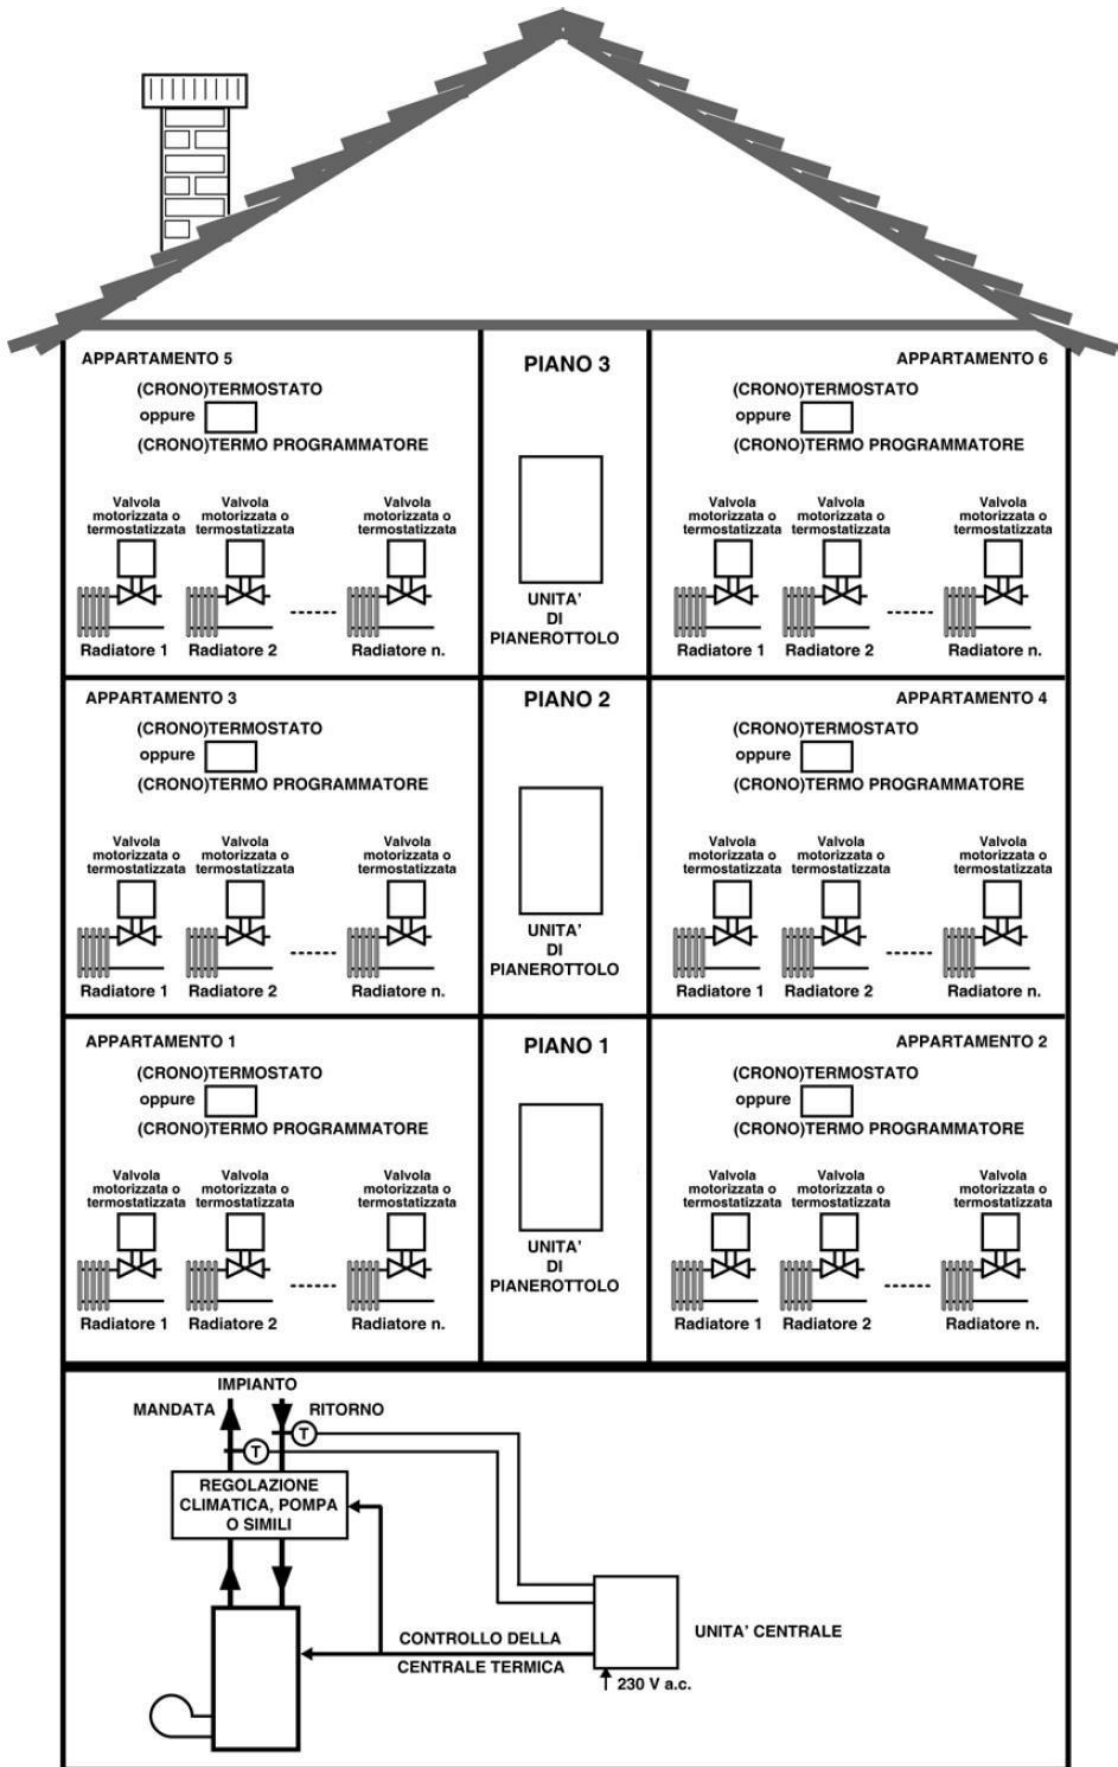 APPARTAMENTO 5
(CRONO)TERMOSTATO
oppure
(CRONO)TERMO PROGRAMMATORE
Valvola
motorizzata o
termostatizzata
Valvola
motorizzata o
termostatizzata
Valvola
motorizzata o
termostatizzata
Radiatore 1
Radiatore 2
Radiatore n.
PIANO 3
UNITA'
DI
PIANEROTTOLO
APPARTAMENTO 6
(CRONO)TERMOSTATO
oppure
(CRONO)TERMO PROGRAMMATORE
Valvola
motorizzata o
termostatizzata
Valvola
motorizzata o
termostatizzata
Valvola
motorizzata o
termostatizzata
Radiatore 1
Radiatore 2
Radiatore n.
APPARTAMENTO 3
(CRONO)TERMOSTATO
oppure
(CRONO)TERMO PROGRAMMATORE
Valvola
motorizzata o
termostatizzata
Valvola
motorizzata o
termostatizzata
Valvola
motorizzata o
termostatizzata
Radiatore 1
Radiatore 2
Radiatore n.
PIANO 2
UNITA'
DI
PIANEROTTOLO
APPARTAMENTO 4
(CRONO)TERMOSTATO
oppure
(CRONO)TERMO PROGRAMMATORE
Valvola
motorizzata o
termostatizzata
Valvola
motorizzata o
termostatizzata
Valvola
motorizzata o
termostatizzata
Radiatore 1
Radiatore 2
Radiatore n.
APPARTAMENTO 1
(CRONO)TERMOSTATO
oppure
(CRONO)TERMO PROGRAMMATORE
Valvola
motorizzata o
termostatizzata
Valvola
motorizzata o
termostatizzata
Valvola
motorizzata o
termostatizzata
Radiatore 1
Radiatore 2
Radiatore n.
PIANO 1
UNITA'
DI
PIANEROTTOLO
APPARTAMENTO 2
(CRONO)TERMOSTATO
oppure
(CRONO)TERMO PROGRAMMATORE
Valvola
motorizzata o
termostatizzata
Valvola
motorizzata o
termostatizzata
Valvola
motorizzata o
termostatizzata
Radiatore 1
Radiatore 2
Radiatore n.
IMPIANTO
MANDATA
RITORNO
T
T
REGOLAZIONE
CLIMATICA, POMPA
O SIMILI
CONTROLLO DELLA
CENTRALE TERMICA
UNITA' CENTRALE
230 V a.c.